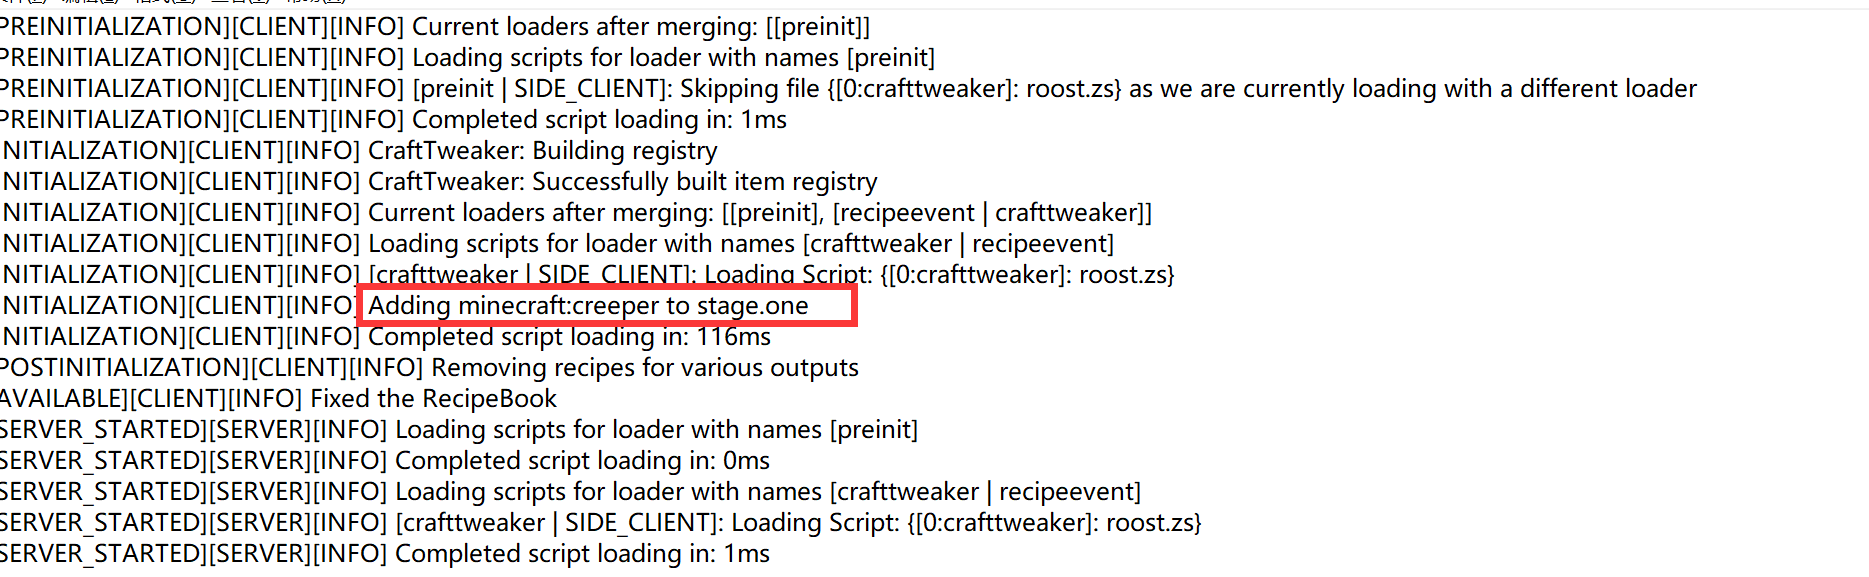 PREINITIALIZATION][CLIENT][INFO] Current loaders after merging: [[preinit]]
PREINITIALIZATION][CLIENT][INFO] Loading scripts for loader with names [preinit]
PREINITIALIZATION][CLIENT][INFO] [preinit | SIDE_CLIENT]: Skipping file {[0:crafttweaker]: roost.zs} as we are currently loading with a different loader
PREINITIALIZATION][CLIENT][INFO] Completed script loading in: 1ms
NITIALIZATION][CLIENT][INFO] CraftTweaker: Building registry
NITIALIZATION][CLIENT][INFO] CraftTweaker: Successfully built item registry
NITIALIZATION][CLIENT][INFO] Current loaders after merging: [[preinit], [recipeevent | crafttweaker]]
NITIALIZATION][CLIENT][INFO] Loading scripts for loader with names [crafttweaker | recipeevent]
NITIALIZATION][CLIENT][INFO] [crafttweaker | SIDE_CLIENT]: Loading Script: {[0:crafttweaker]: roost.zs}
NITIALIZATION][CLIENT][INFO] Adding minecraft:creeper to stage.one
NITIALIZATION][CLIENT][INFO] Completed script loading in: 116ms
POSTINITIALIZATION][CLIENT][INFO] Removing recipes for various outputs
AVAILABLE][CLIENT][INFO] Fixed the RecipeBook
SERVER_STARTED][SERVER][INFO] Loading scripts for loader with names [preinit]
SERVER_STARTED][SERVER][INFO] Completed script loading in: 0ms
SERVER_STARTED][SERVER][INFO] Loading scripts for loader with names [crafttweaker | recipeevent]
SERVER_STARTED][SERVER][INFO] [crafttweaker | SIDE_CLIENT]: Loading Script: {[0:crafttweaker]: roost.zs}
SERVER_STARTED][SERVER][INFO] Completed script loading in: 1ms